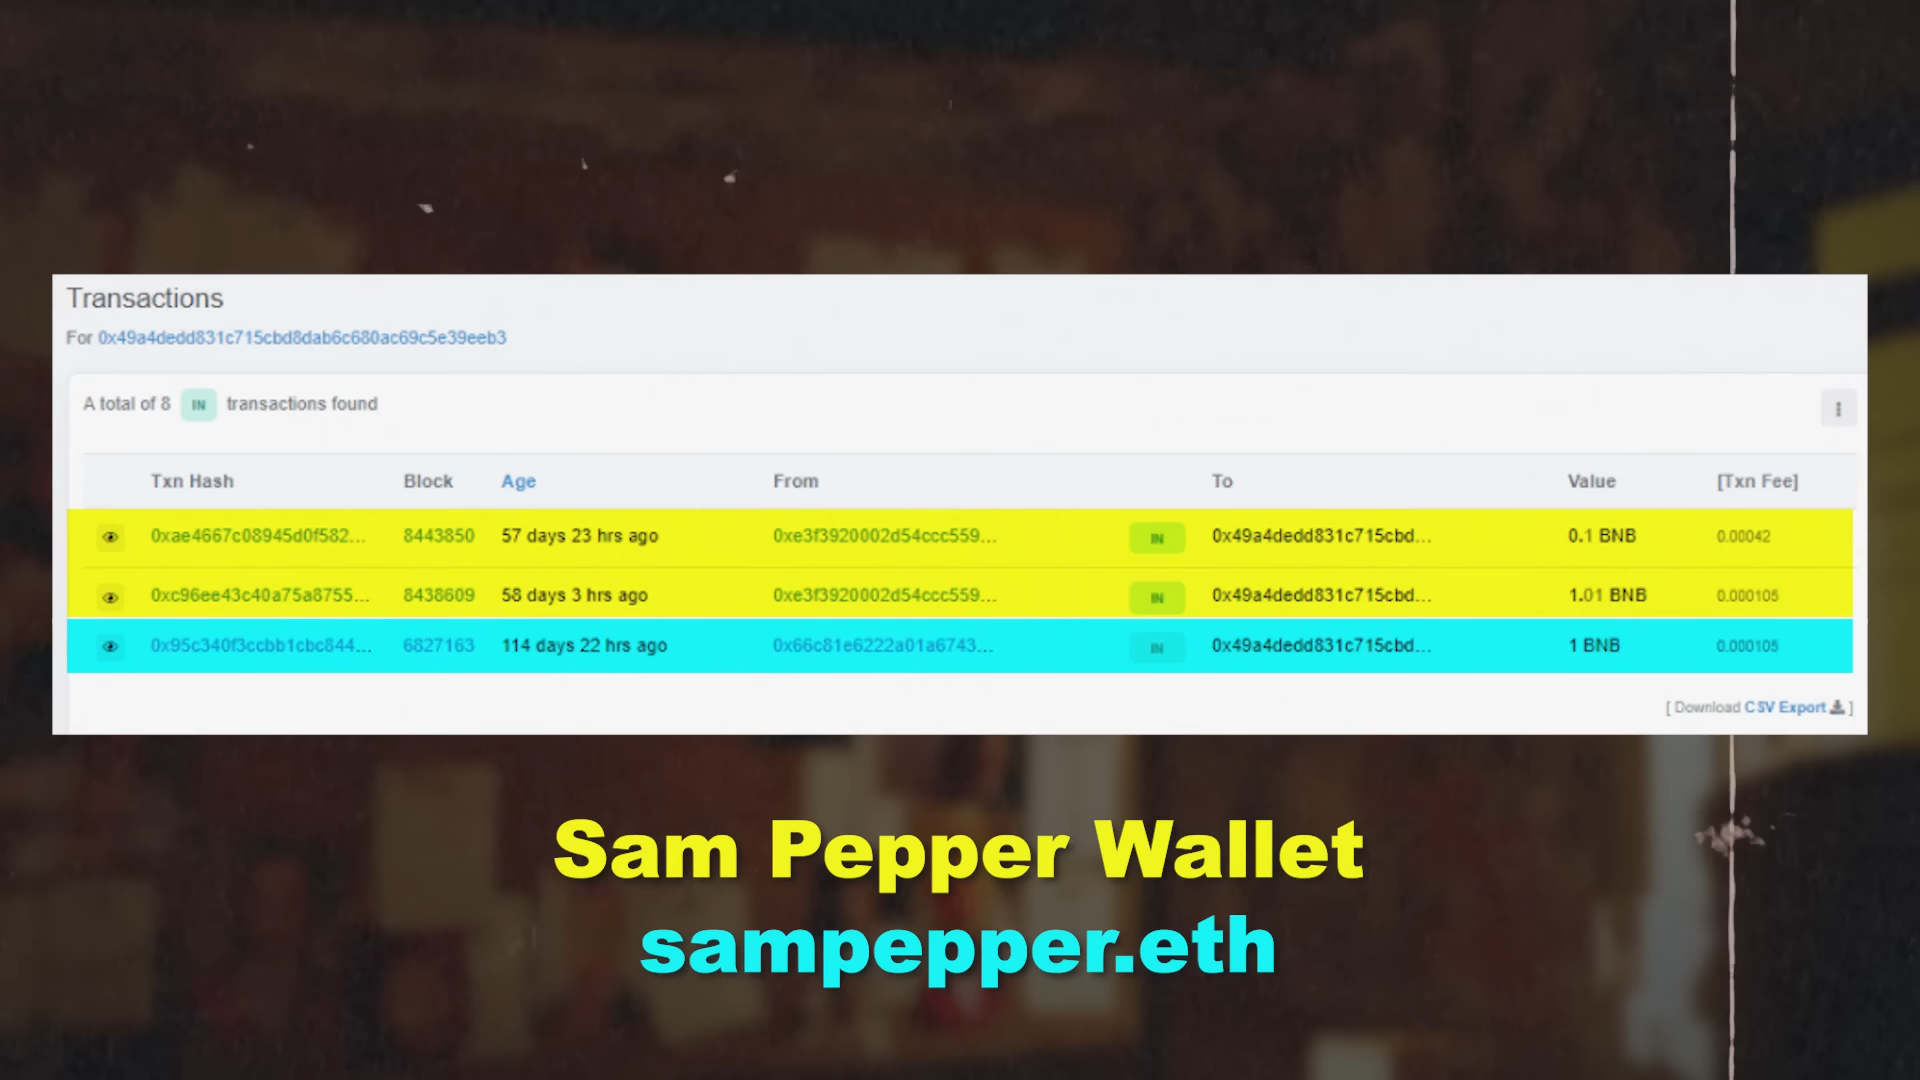 Transactions
For 0x49a4dedd831c715cbd8dab6c680ac69c5e39eeb3
A total of 8 IN transactions found
Txn Hash Block Age From To Value [Txn Fee]
0xae4667c08945d0f582... 8443850 57 days 23 hrs ago 0xe3f3920002d54ccc559... IN 0x49a4dedd831c715cbd... 0.1 BNB 0.00042
0xc96ee43c40a75a8755... 8438609 58 days 3 hrs ago 0xe3f3920002d54ccc559... IN 0x49a4dedd831c715cbd... 1.01 BNB 0.000105
0x95c340f3ccbb1cbc844... 6827163 114 days 22 hrs ago 0x66c81e6222a01a6743... IN 0x49a4dedd831c715cbd... 1 BNB 0.000105
[ Download CSV Export ]
Sam Pepper Wallet
sampepper.eth